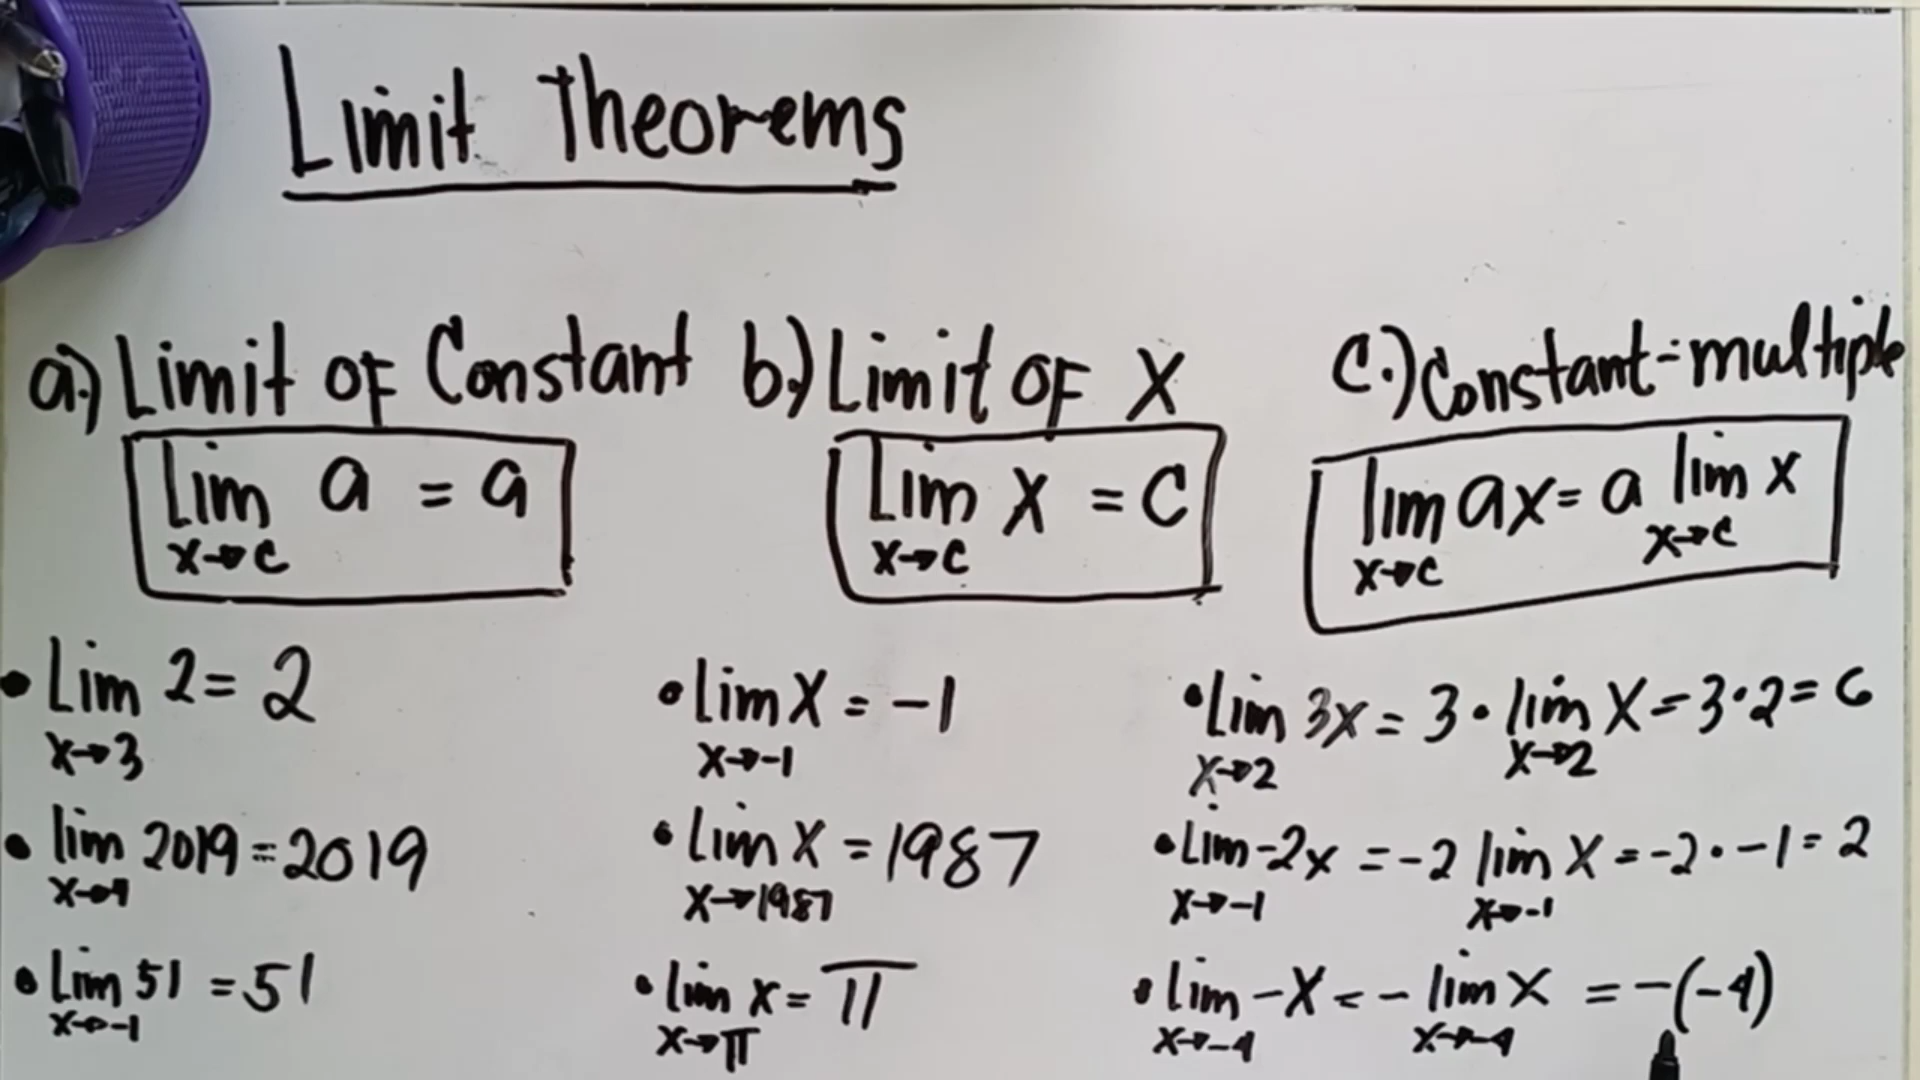 Limit Theorems
a.) Limit of Constant
lim a = a
x→c
• Lim 2 = 2
x→3
• lim 2019 = 2019
x→4
• Lim 51 = 51
x→-1
b.) Limit of X
Lim x = c
x→c
• Lim X = -1
x→-1
• Lim X = 1987
x→1987
• lim x = π
x→π
c.) Constant-multiple
lim ax = a lim x
x→c x→c
• Lim 3x = 3 · lim X = 3·2 = 6
x→2 x→2
• Lim -2x = -2 lim X = -2 · -1 = 2
x→-1 x→-1
• Lim -X = - lim X = -(-4)
x→-4 x→-4